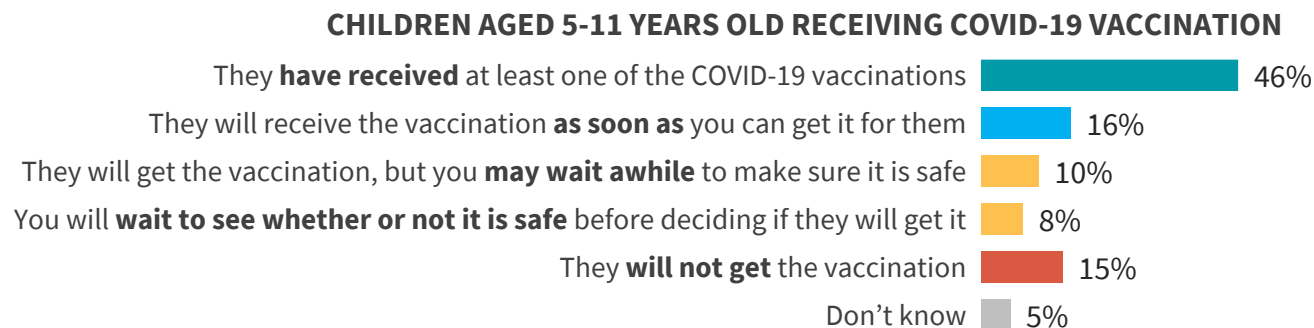 CHILDREN AGED 5-11 YEARS OLD RECEIVING COVID-19 VACCINATION
They have received at least one of the COVID-19 vaccinations 46%
They will receive the vaccination as soon as you can get it for them 16%
They will get the vaccination, but you may wait awhile to make sure it is safe 10%
You will wait to see whether or not it is safe before deciding if they will get it 8%
They will not get the vaccination 15%
Don’t know 5%